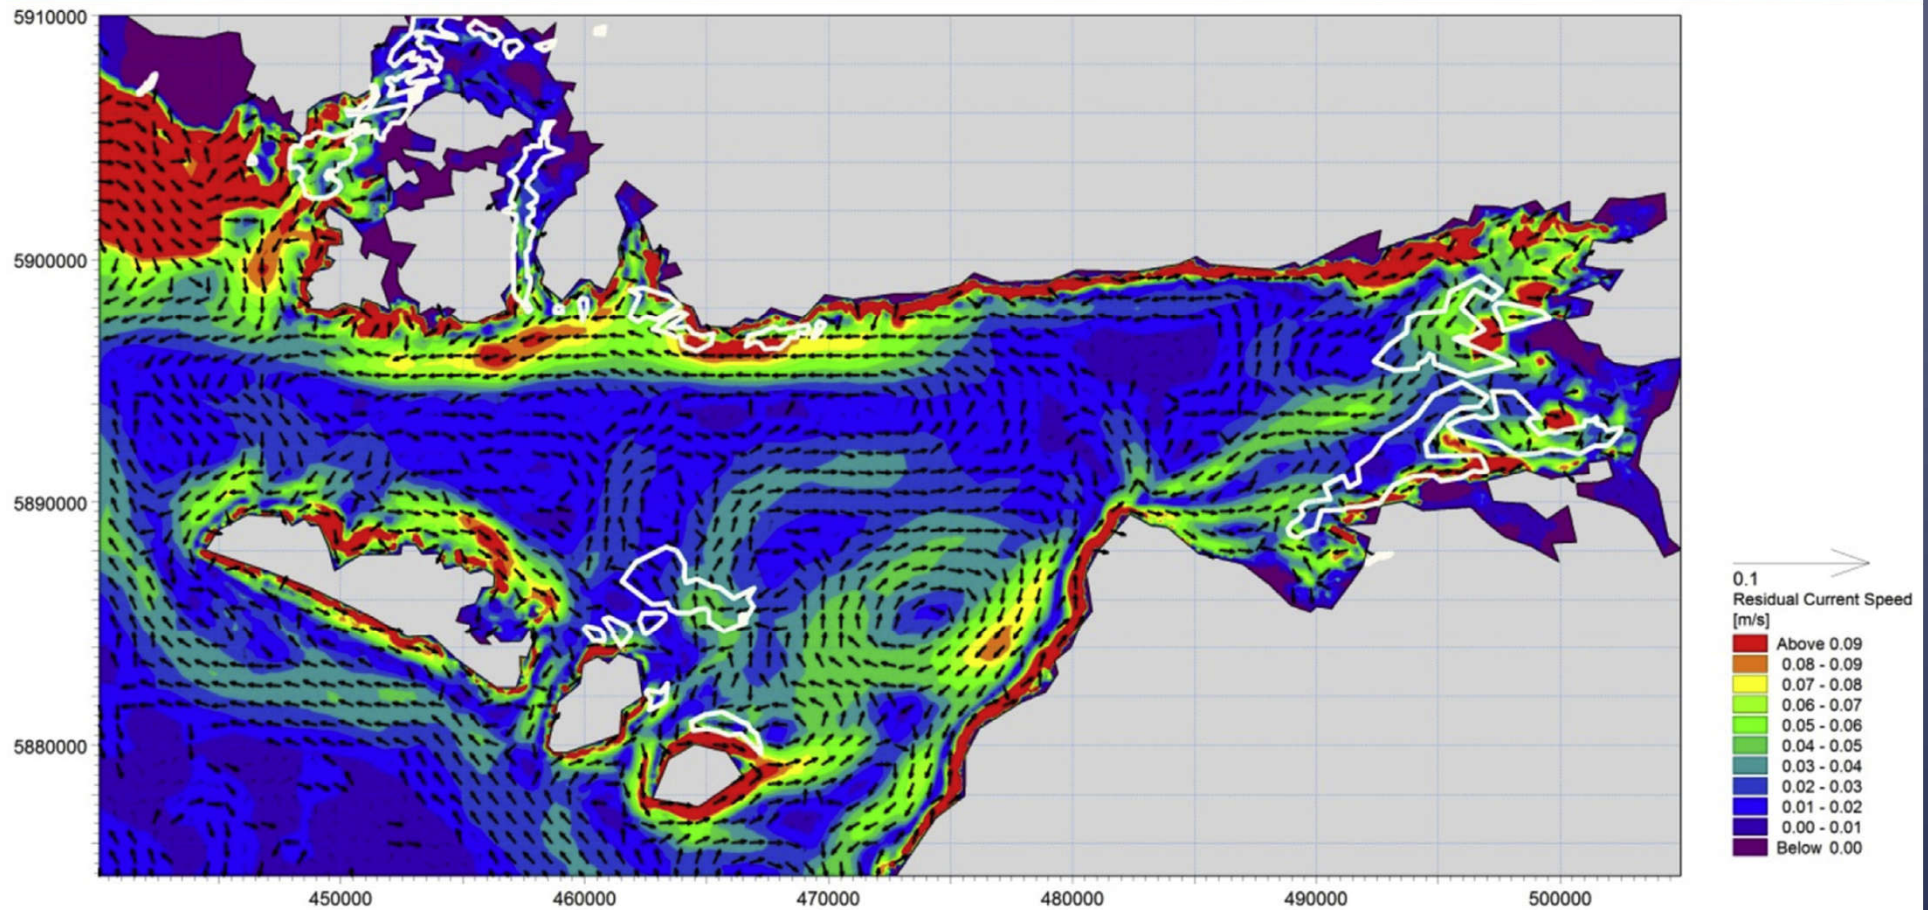 5910000
5900000
5890000
5880000
450000 460000 470000 480000 490000 500000
0.1
Residual Current Speed
[m/s]
Above 0.09
0.08 - 0.09
0.07 - 0.08
0.06 - 0.07
0.05 - 0.06
0.04 - 0.05
0.03 - 0.04
0.02 - 0.03
0.01 - 0.02
0.00 - 0.01
Below 0.00